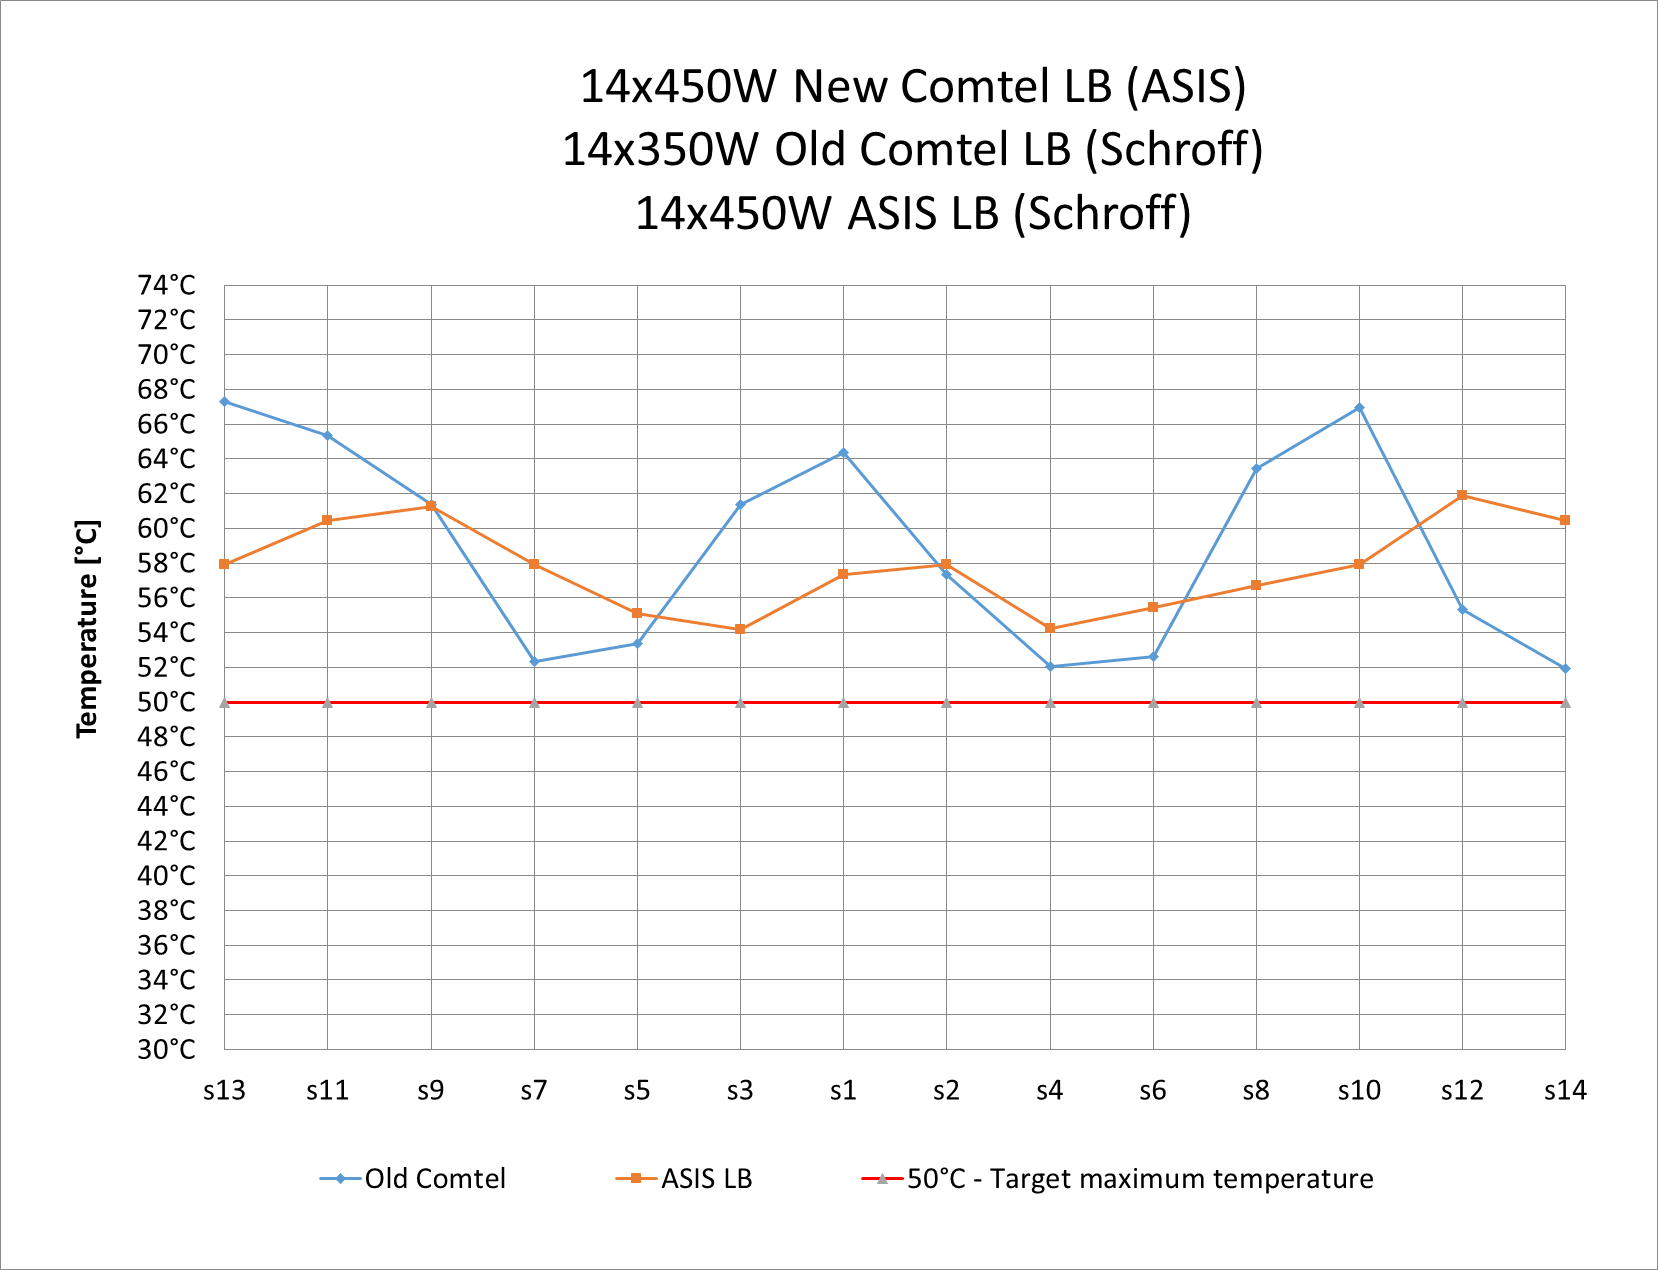 14x450W New Comtel LB (ASIS)
14x350W Old Comtel LB (Schroff)
14x450W ASIS LB (Schroff)
74°C
72°C
70°C
68°C
66°C
64°C
62°C
60°C
58°C
56°C
54°C
52°C
50°C
48°C
46°C
44°C
42°C
40°C
38°C
36°C
34°C
32°C
30°C
Temperature [°C]
s13 s11 s9 s7 s5 s3 s1 s2 s4 s6 s8 s10 s12 s14
Old Comtel ASIS LB 50°C - Target maximum temperature